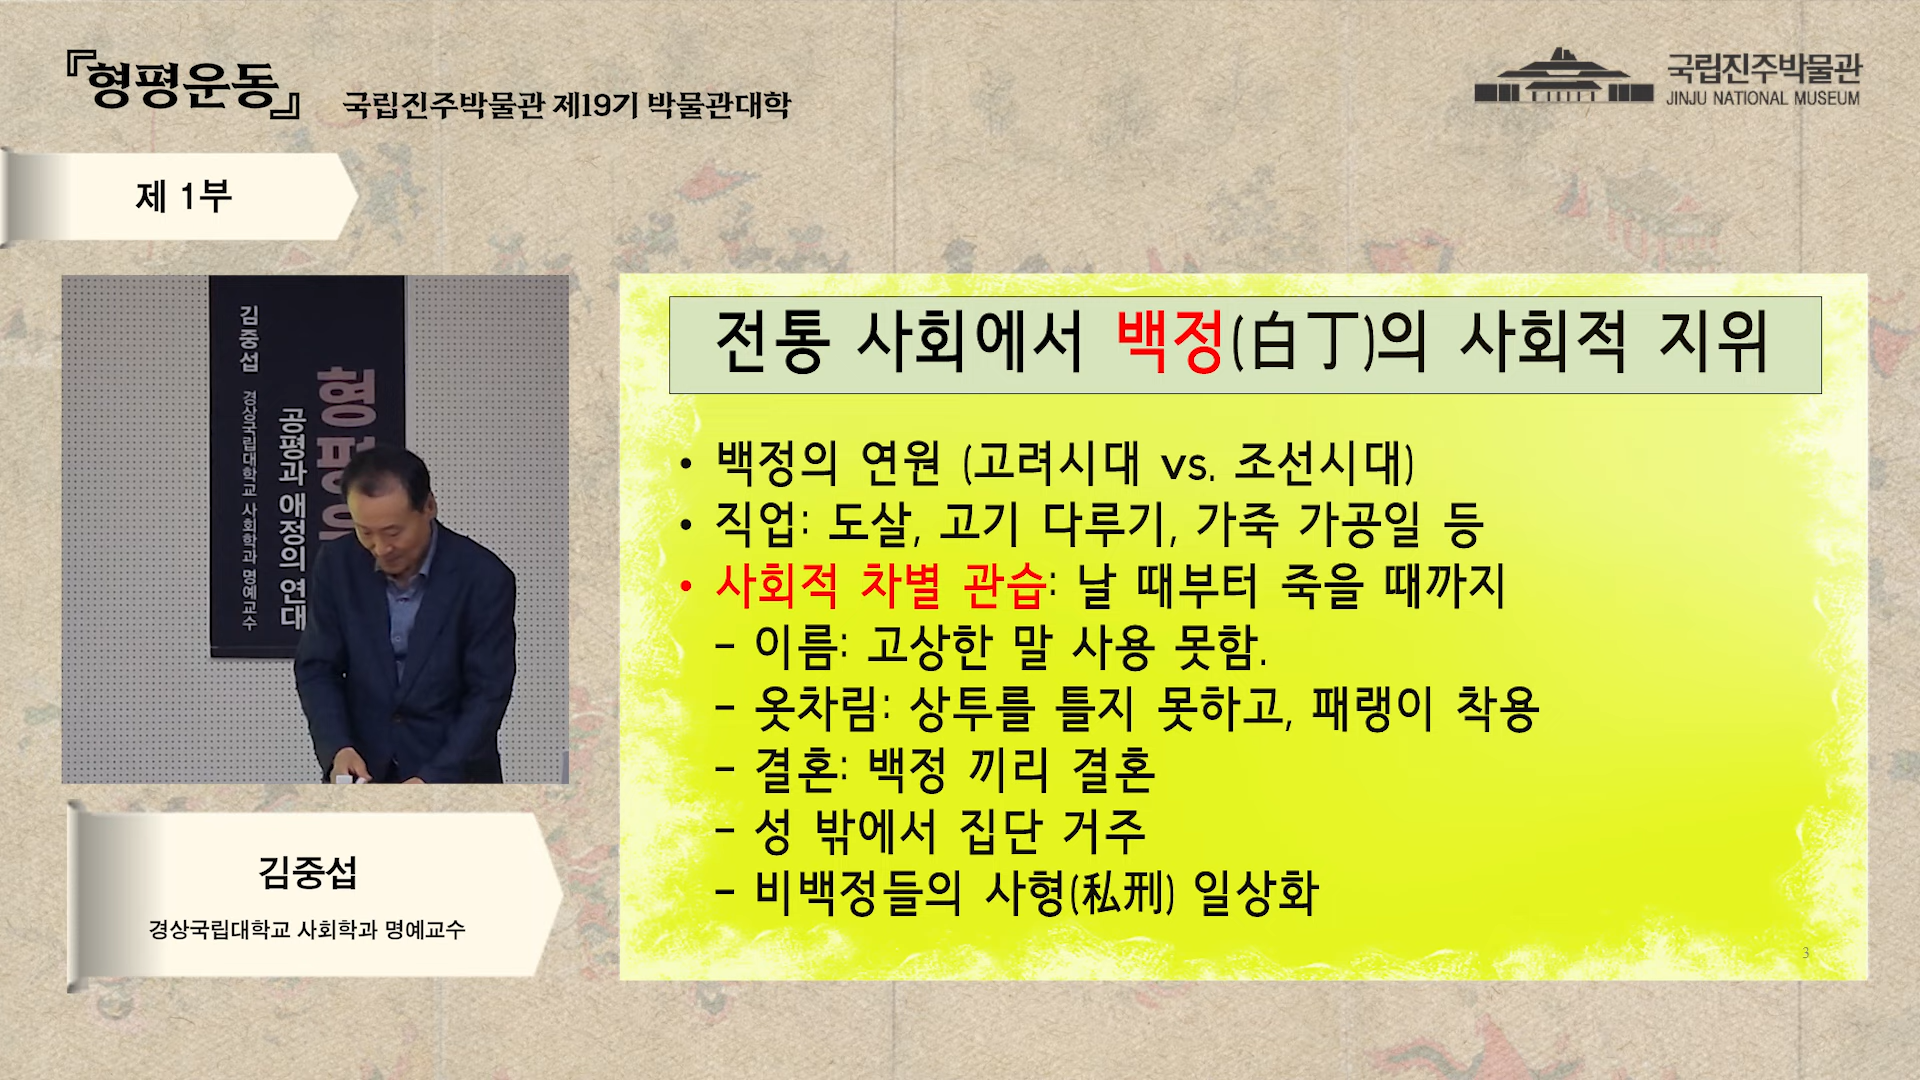 『형평운동』
국립진주박물관 제19기 박물관대학
국립진주박물관
JINJU NATIONAL MUSEUM
제 1부
김중섭
경상국립대학교 사회학과 명예교수
공평과 애정의 연대
형평운
김중섭
경상국립대학교 사회학과 명예교수
전통 사회에서 백정(白丁)의 사회적 지위
• 백정의 연원 (고려시대 vs. 조선시대)
• 직업: 도살, 고기 다루기, 가죽 가공일 등
• 사회적 차별 관습: 날 때부터 죽을 때까지
– 이름: 고상한 말 사용 못함.
– 옷차림: 상투를 틀지 못하고, 패랭이 착용
– 결혼: 백정 끼리 결혼
– 성 밖에서 집단 거주
– 비백정들의 사형(私刑) 일상화
3